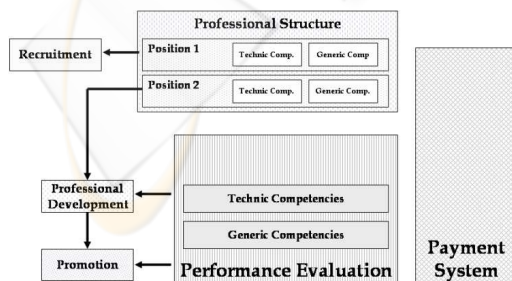 Professional Structure
Recruitment
Position 1
Technic Comp.
Generic Comp
Position 2
Technic Comp.
Generic Comp.
Professional
Development
Technic Competencies
Generic Competencies
Promotion
Performance Evaluation
Payment
System